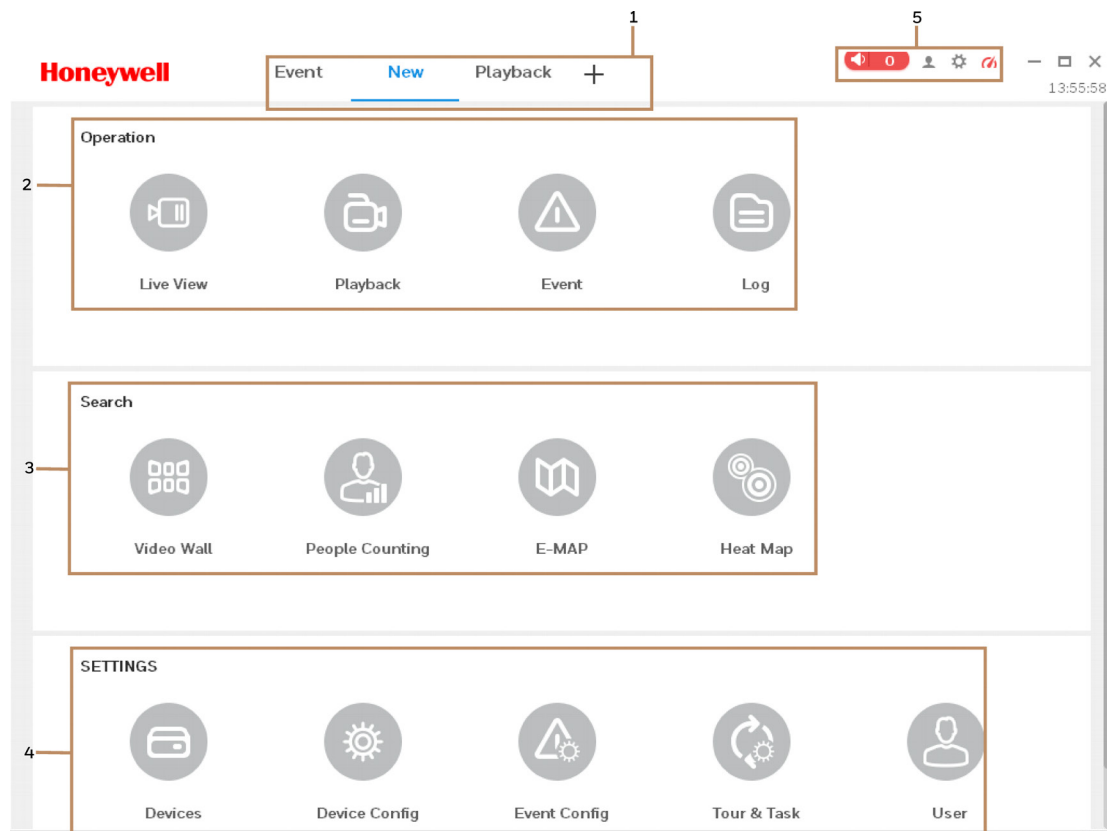 1 5
Honeywell Event New Playback + 0
13:55:58
Operation
2
Live View Playback Event Log
Search
3
Video Wall People Counting E-MAP Heat Map
SETTINGS
4
Devices Device Config Event Config Tour & Task User